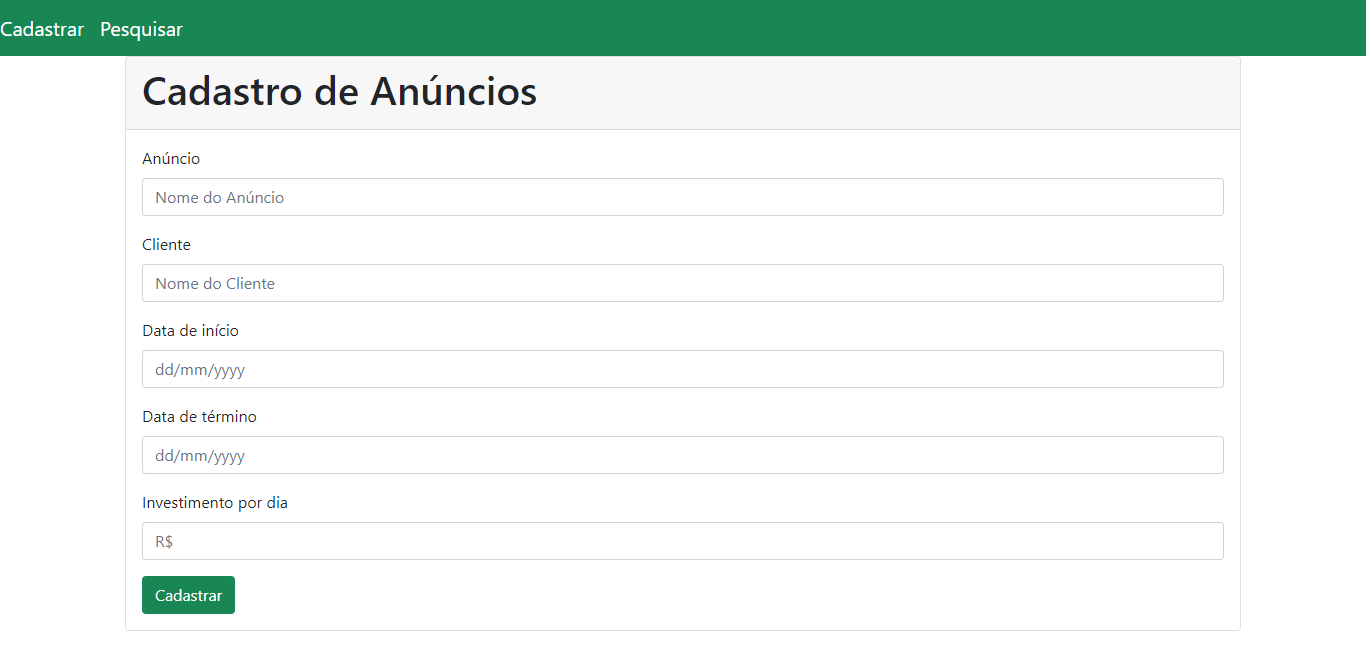 Cadastrar Pesquisar
Cadastro de Anúncios
Anúncio
Nome do Anúncio
Cliente
Nome do Cliente
Data de início
dd/mm/yyyy
Data de término
dd/mm/yyyy
Investimento por dia
R$
Cadastrar